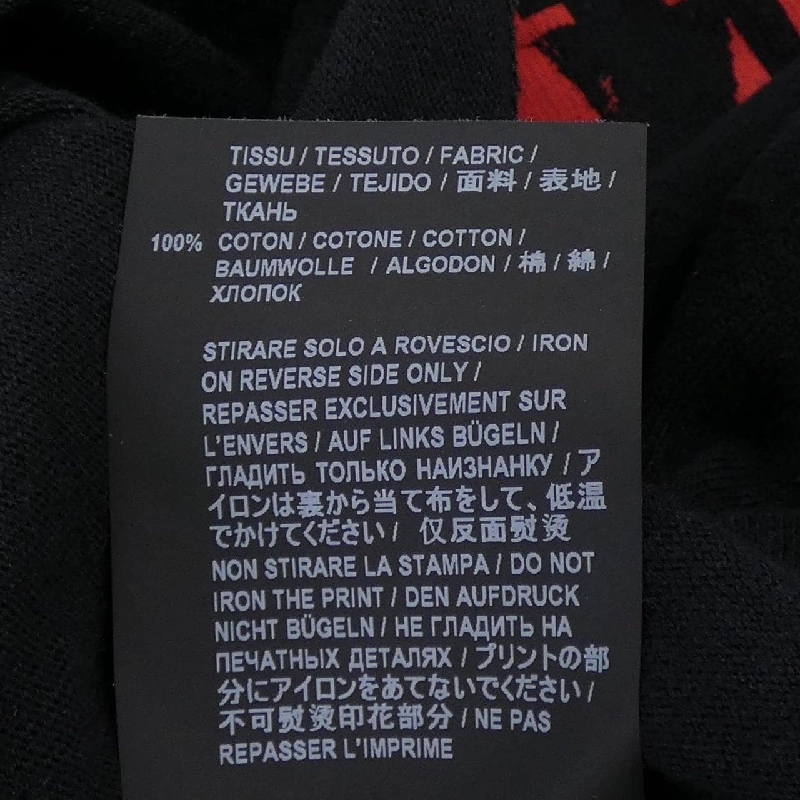 TISSU / TESSUTO / FABRIC /
GEWEBE / TEJIDO / 面料 / 表地 /
ТКАНЬ
100% COTON / COTONE / COTTON /
BAUMWOLLE / ALGODON / 棉 / 綿 /
ХЛОПОК
STIRARE SOLO A ROVESCIO / IRON
ON REVERSE SIDE ONLY /
REPASSER EXCLUSIVEMENT SUR
L'ENVERS / AUF LINKS BÜGELN /
ГЛАДИТЬ ТОЛЬКО НАИЗНАНКУ / ア
イロンは裏から当て布をして、低温
でかけてください / 仅反面熨烫
NON STIRARE LA STAMPA / DO NOT
IRON THE PRINT / DEN AUFDRUCK
NICHT BÜGELN / НЕ ГЛАДИТЬ НА
ПЕЧАТНЫХ ДЕТАЛЯХ / プリントの部
分にアイロンをあてないでください /
不可熨烫印花部分 / NE PAS
REPASSER L'IMPRIME